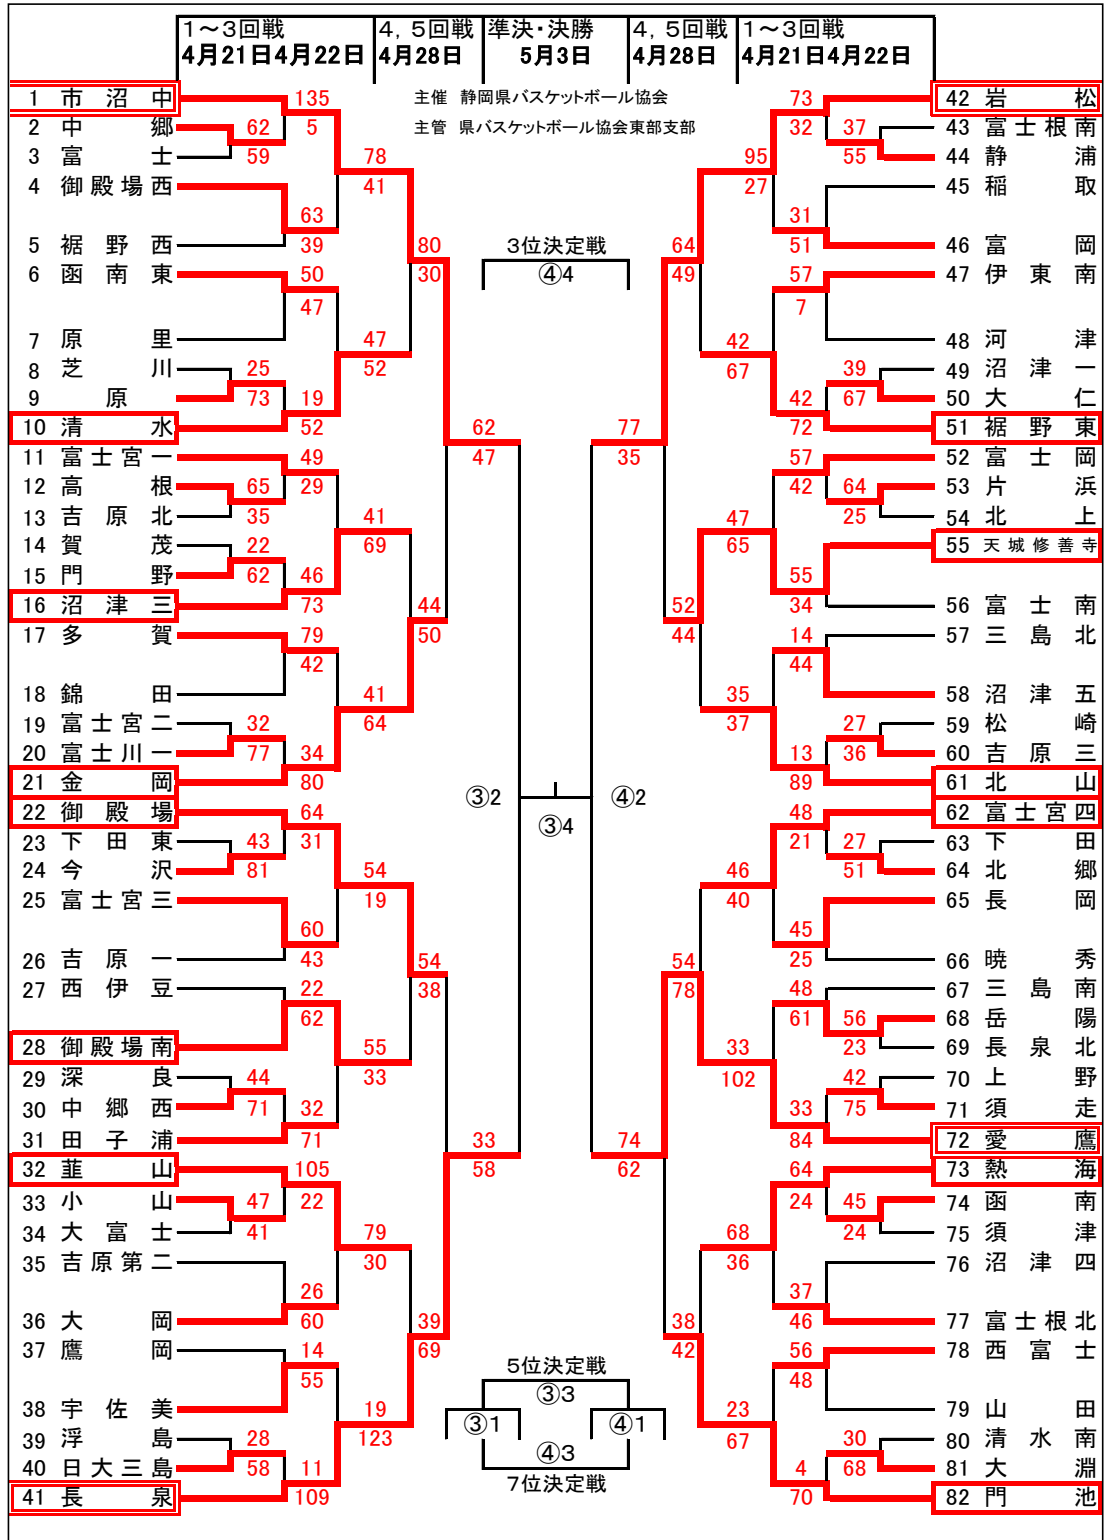 1～3回戦 4, 5回戦 準決・決勝 4, 5回戦 1～3回戦
4月21日4月22日 4月28日 5月3日 4月28日 4月21日4月22日
主催 静岡県バスケットボール協会
主管 県バスケットボール協会東部支部
1 市沼中
2 中郷
3 富士
4 御殿場西
5 裾野西
6 函南東
7 原里
8 芝川
9 原
10 清水
11 富士宮一
12 高根
13 吉原北
14 賀茂
15 門野
16 沼津三
17 多賀
18 錦田
19 富士宮二
20 富士川一
21 金岡
22 御殿場
23 下田東
24 今沢
25 富士宮三
26 吉原一
27 西伊豆
28 御殿場南
29 深良
30 中郷西
31 田子浦
32 韮山
33 小山
34 大富士
35 吉原第二
36 大岡
37 鷹岡
38 宇佐美
39 浮島
40 日大三島
41 長泉
62
59
25
73
65
35
22
62
32
77
43
81
44
71
47
41
28
58
135
5
63
39
50
47
19
52
49
29
46
73
79
42
34
80
64
31
60
43
22
62
32
71
105
22
26
60
14
55
11
109
78
41
47
52
41
69
41
64
54
19
55
33
79
30
19
123
80
30
44
50
54
38
39
69
62
47
33
58
3位決定戦
④4
③2
④2
③4
5位決定戦
③3
③1
④1
④3
7位決定戦
77
35
74
62
64
49
52
44
54
78
38
42
95
27
42
67
47
65
35
37
46
40
33
102
68
36
23
67
73
32
31
51
57
7
42
72
57
42
55
34
14
44
13
89
48
21
45
25
48
61
33
84
64
24
37
46
56
48
4
70
37
55
39
67
64
25
27
36
27
51
56
23
42
75
45
24
30
68
42 岩松
43 富士根南
44 静浦
45 稲取
46 富岡
47 伊東南
48 河津
49 沼津一
50 大仁
51 裾野東
52 富士岡
53 片浜
54 北上
55 天城修善寺
56 富士南
57 三島北
58 沼津五
59 松崎
60 吉原三
61 北山
62 富士宮四
63 下田
64 北郷
65 長岡
66 暁秀
67 三島南
68 岳陽
69 長泉北
70 上野
71 須走
72 愛鷹
73 熱海
74 函南
75 須津
76 沼津四
77 富士根北
78 西富士
79 山田
80 清水南
81 大淵
82 門池